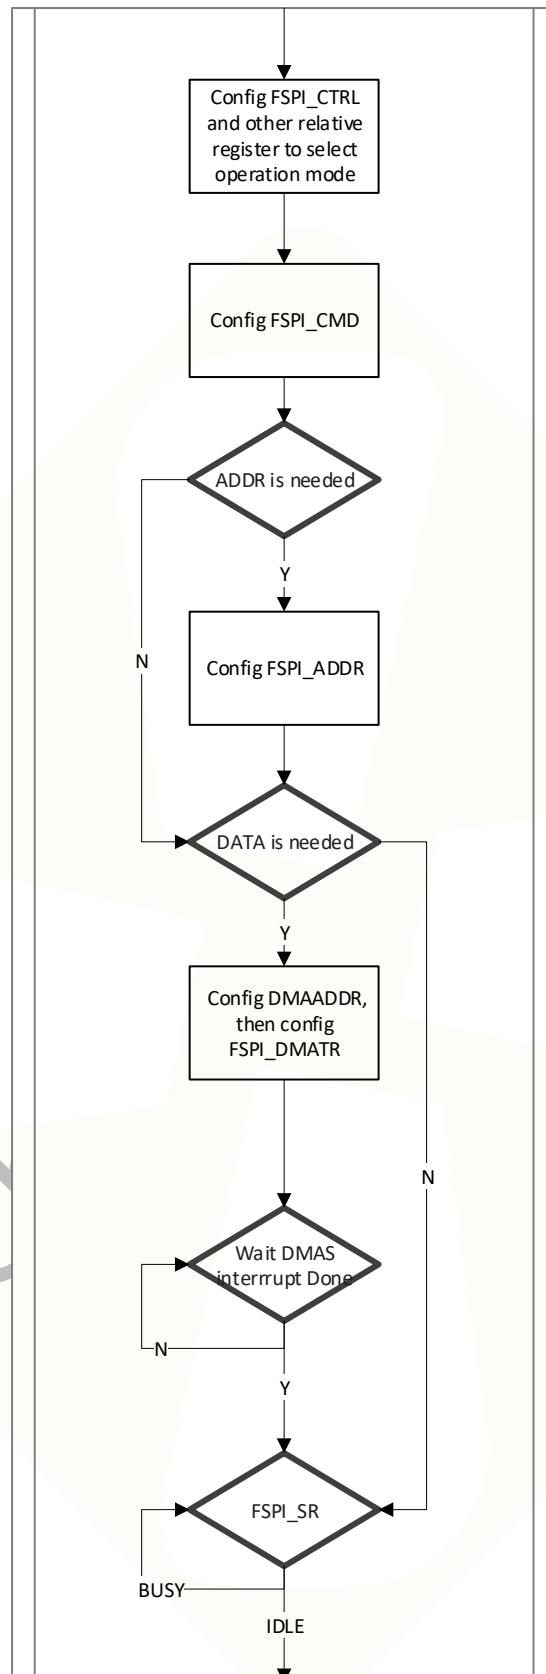 Config FSPI_CTRL
and other relative
register to select
operation mode
Config FSPI_CMD
ADDR is needed
Y
N
Config FSPI_ADDR
DATA is needed
Y
Config DMAADDR,
then config
FSPI_DMATR
N
Wait DMAS
interrrupt Done
N
Y
FSPI_SR
BUSY
IDLE